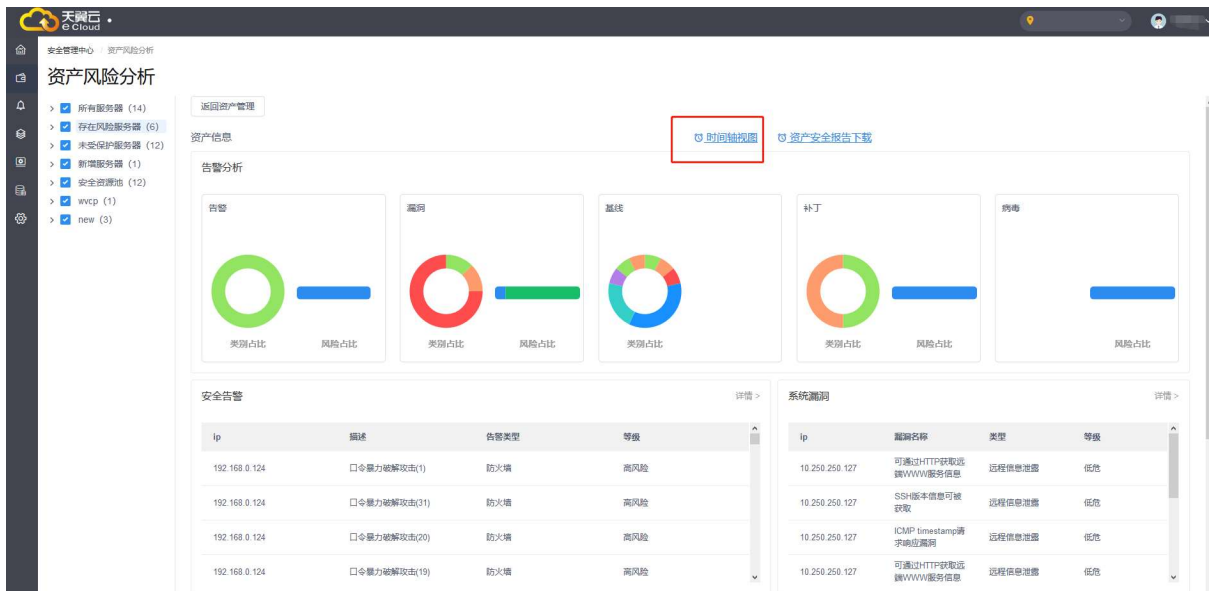 天翼云
e Cloud
安全管理中心 / 资产风险分析
资产风险分析
所有服务器 (14)
存在风险服务器 (6)
未受保护服务器 (12)
新增服务器 (1)
安全资源池 (12)
wvcp (1)
new (3)
返回资产管理
资产信息 时间轴视图 资产安全报告下载
告警分析
告警 漏洞 基线 补丁 病毒
类别占比 风险占比 类别占比 风险占比 类别占比 类别占比 风险占比 风险占比
安全告警 详情 >
ip 描述 告警类型 等级
192.168.0.124 口令暴力破解攻击(1) 防火墙 高风险
192.168.0.124 口令暴力破解攻击(31) 防火墙 高风险
192.168.0.124 口令暴力破解攻击(20) 防火墙 高风险
192.168.0.124 口令暴力破解攻击(19) 防火墙 高风险
系统漏洞 详情 >
ip 漏洞名称 类型 等级
10.250.250.127 可通过HTTP获取远
端WWW服务信息 远程信息泄露 低危
10.250.250.127 SSH版本信息可被
获取 远程信息泄露 低危
10.250.250.127 ICMP timestamp请
求响应漏洞 远程信息泄露 低危
10.250.250.127 可通过HTTP获取远
端WWW服务信息 远程信息泄露 低危